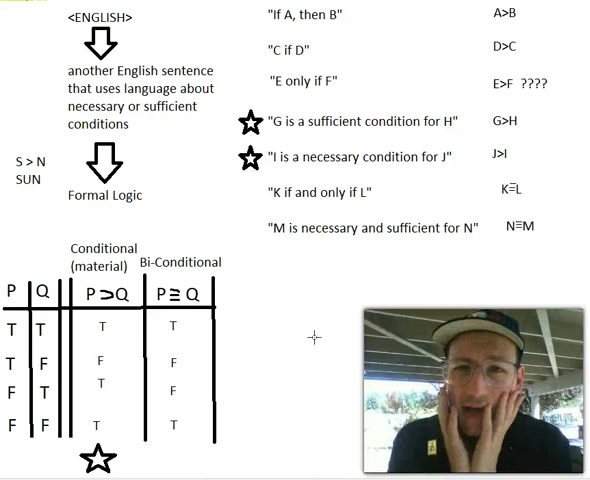 <ENGLISH>
another English sentence
that uses language about
necessary or sufficient
conditions
S > N
SUN
Formal Logic
"If A, then B" A>B
"C if D" D>C
"E only if F" E>F ????
"G is a sufficient condition for H" G>H
"I is a necessary condition for J" J>I
"K if and only if L" K≡L
"M is necessary and sufficient for N" N≡M
Conditional
(material)
Bi-Conditional
P Q P⊃Q P≡Q
T T T T
T F F F
F T T F
F F T T